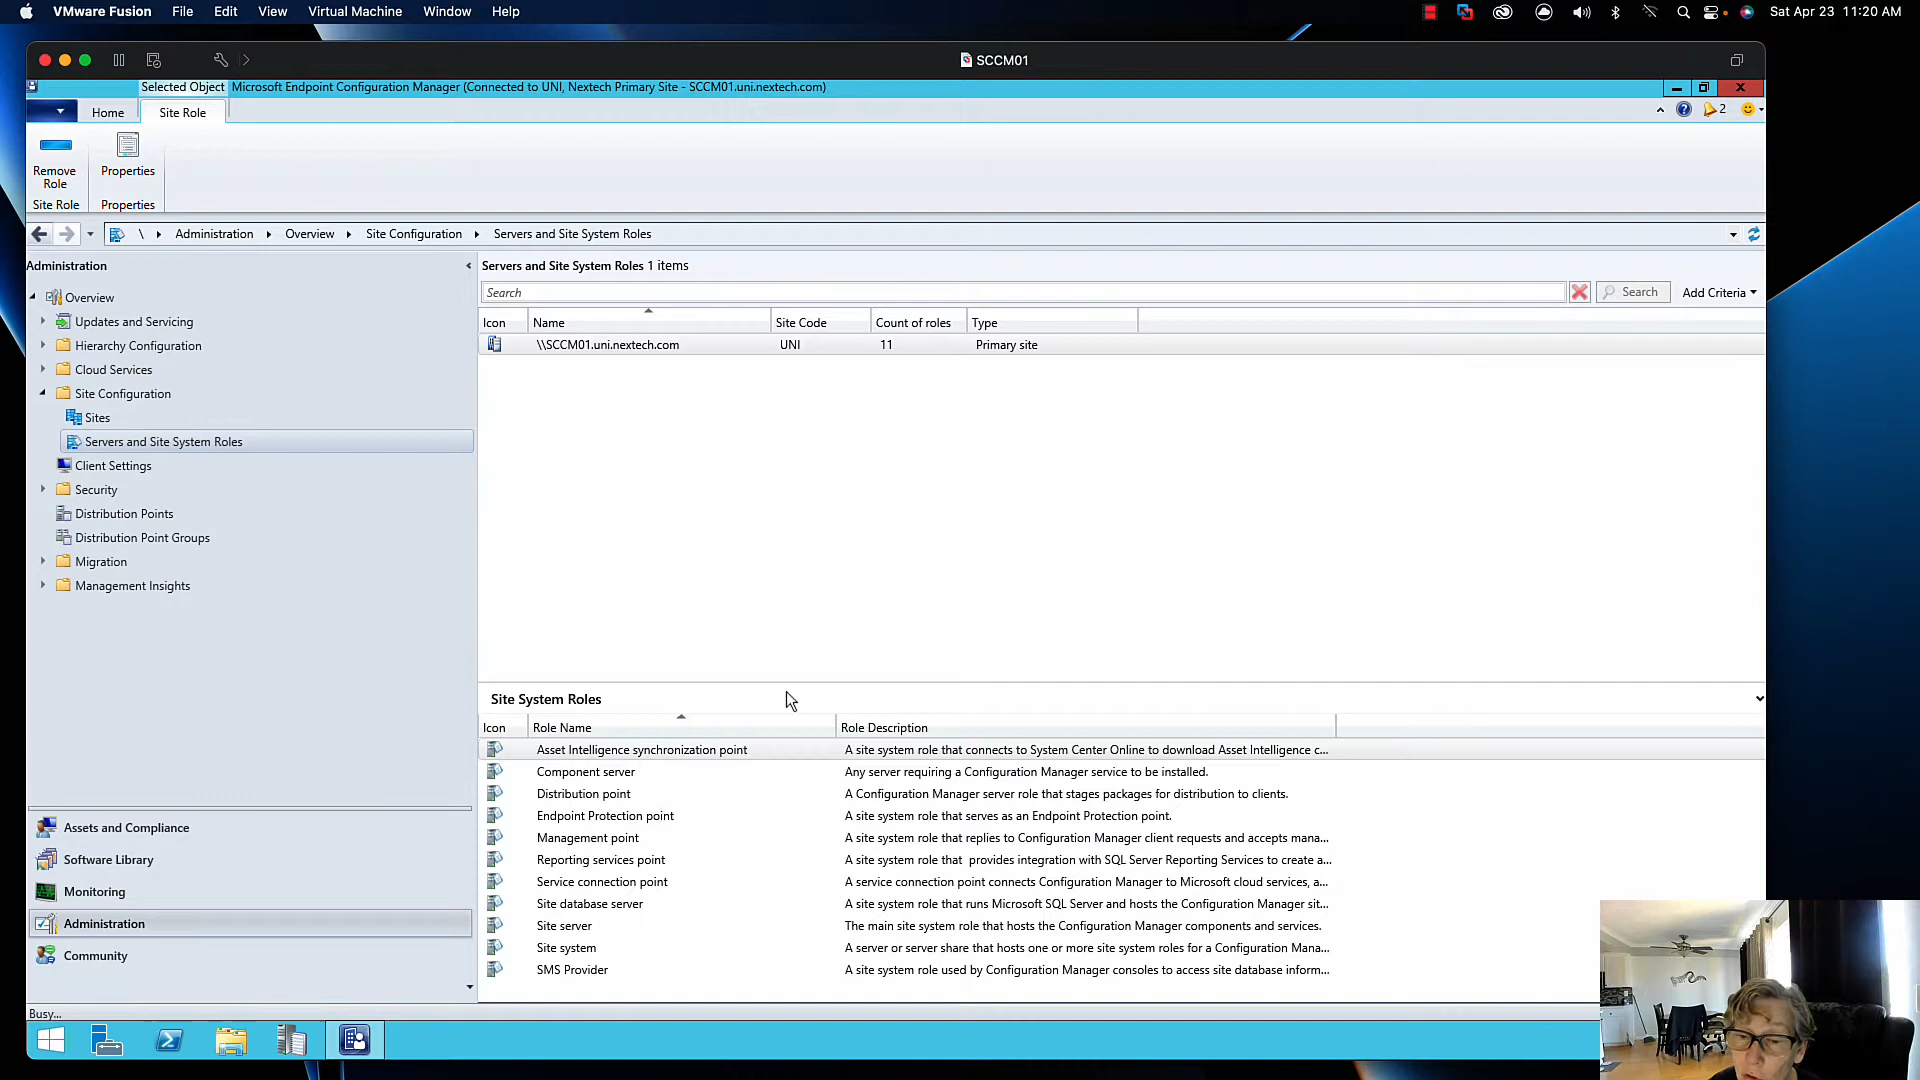 VMware Fusion File Edit View Virtual Machine Window Help Sat Apr 23 11:20 AM
SCCM01
Selected Object Microsoft Endpoint Configuration Manager (Connected to UNI, Nextech Primary Site - SCCM01.uni.nextech.com)
Home Site Role 2
Remove Role Properties
Site Role Properties
\ Administration Overview Site Configuration Servers and Site System Roles
Administration
Overview
Updates and Servicing
Hierarchy Configuration
Cloud Services
Site Configuration
Sites
Servers and Site System Roles
Client Settings
Security
Distribution Points
Distribution Point Groups
Migration
Management Insights
Assets and Compliance
Software Library
Monitoring
Administration
Community
Servers and Site System Roles 1 items
Search Search Add Criteria
Icon Name Site Code Count of roles Type
\\SCCM01.uni.nextech.com UNI 11 Primary site
Site System Roles
Icon Role Name Role Description
Asset Intelligence synchronization point A site system role that connects to System Center Online to download Asset Intelligence c...
Component server Any server requiring a Configuration Manager service to be installed.
Distribution point A Configuration Manager server role that stages packages for distribution to clients.
Endpoint Protection point A site system role that serves as an Endpoint Protection point.
Management point A site system role that replies to Configuration Manager client requests and accepts mana...
Reporting services point A site system role that provides integration with SQL Server Reporting Services to create a...
Service connection point A service connection point connects Configuration Manager to Microsoft cloud services, a...
Site database server A site system role that runs Microsoft SQL Server and hosts the Configuration Manager sit...
Site server The main site system role that hosts the Configuration Manager components and services.
Site system A server or server share that hosts one or more site system roles for a Configuration Mana...
SMS Provider A site system role used by Configuration Manager consoles to access site database inform...
Busy...